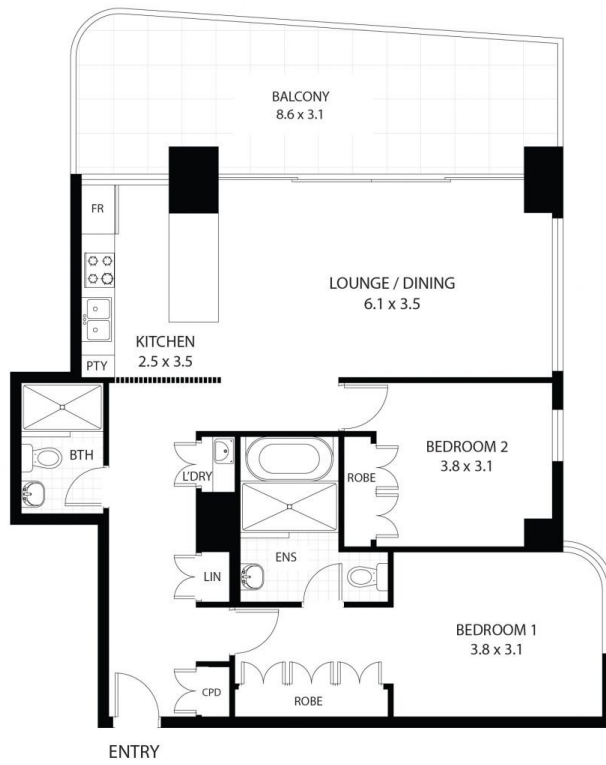 BALCONY
8.6 x 3.1
FR
LOUNGE / DINING
6.1 x 3.5
KITCHEN
2.5 x 3.5
PTY
BTH
L'DRY
ROBE
BEDROOM 2
3.8 x 3.1
ENS
LIN
BEDROOM 1
3.8 x 3.1
CPD
ROBE
ENTRY